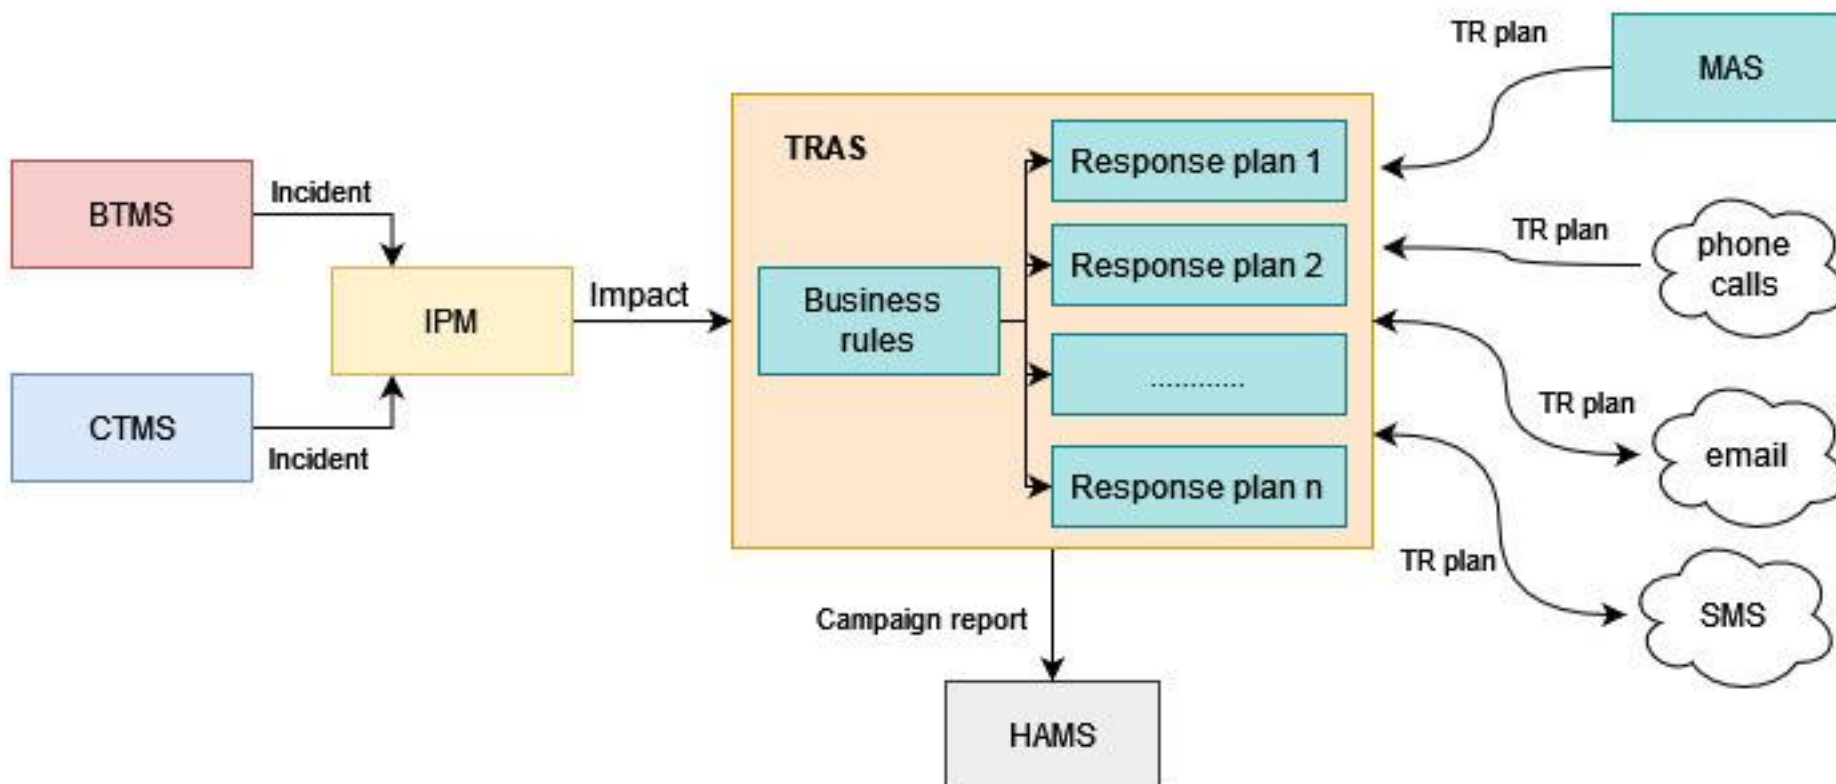 TR plan
MAS
TRAS
Response plan 1
BTMS
Incident
TR plan
phone
calls
Response plan 2
Impact
Business
rules
IPM
............
TR plan
CTMS
Incident
email
Response plan n
TR plan
SMS
Campaign report
HAMS